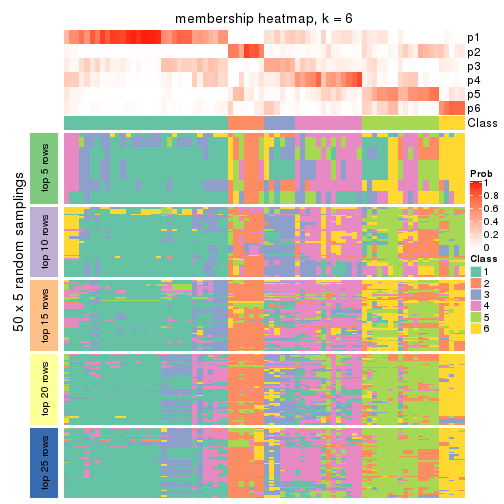 membership heatmap, k = 6
p1
p2
p3
p4
p5
p6
Class
50 x 5 random samplings
top 5 rows
top 10 rows
top 15 rows
top 20 rows
top 25 rows
Prob
1
0.8
0.6
0.4
0.2
0
Class
1
2
3
4
5
6